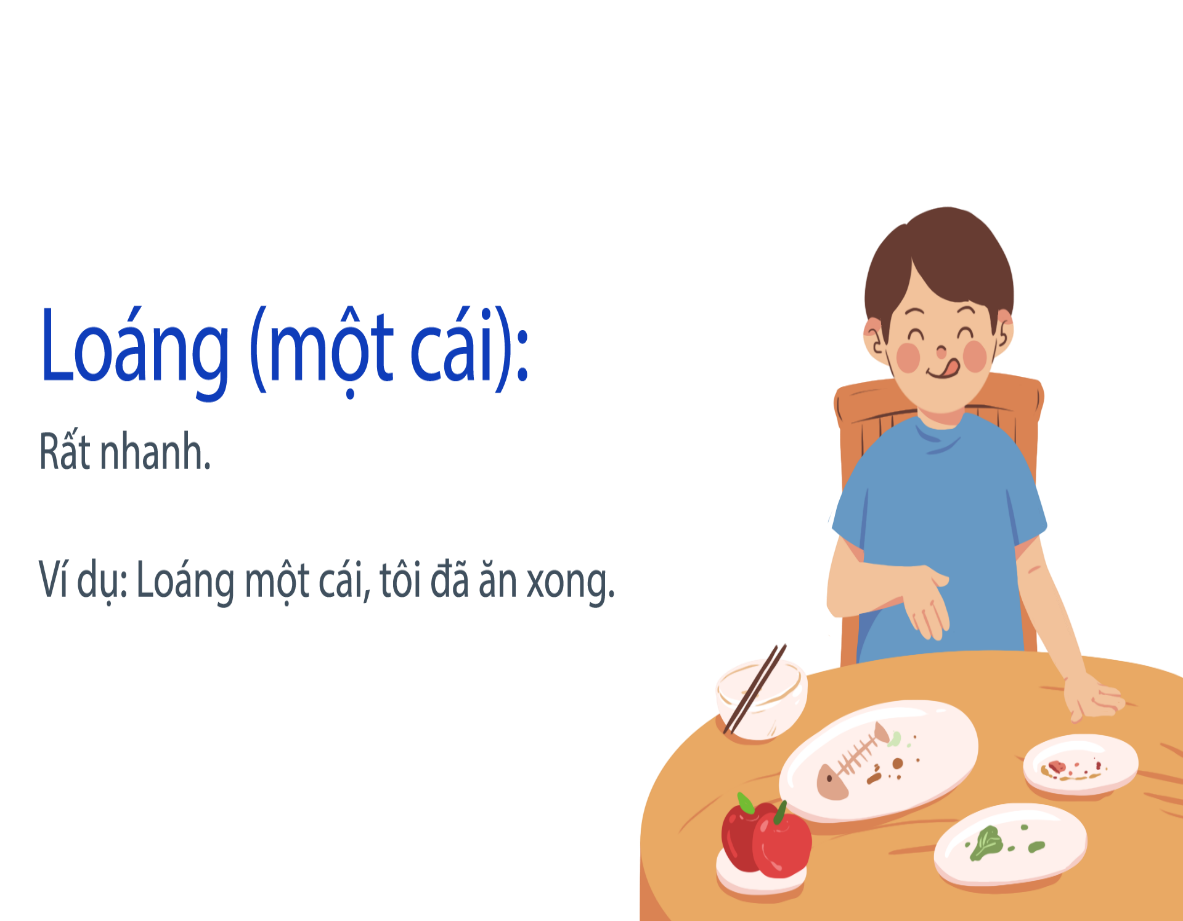 Loáng (một cái):
Rất nhanh.
Ví dụ: Loáng một cái, tôi đã ăn xong.